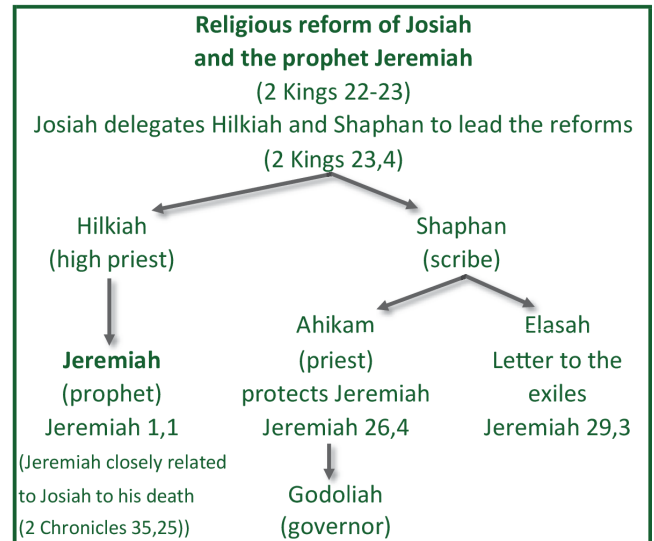 Religious reform of Josiah
and the prophet Jeremiah
(2 Kings 22-23)
Josiah delegates Hilkiah and Shaphan to lead the reforms
(2 Kings 23,4)
Hilkiah
(high priest)
Shaphan
(scribe)
Jeremiah
(prophet)
Jeremiah 1,1
(Jeremiah closely related
to Josiah to his death
(2 Chronicles 35,25))
Ahikam
(priest)
protects Jeremiah
Jeremiah 26,4
Godoliah
(governor)
Elasah
Letter to the
exiles
Jeremiah 29,3